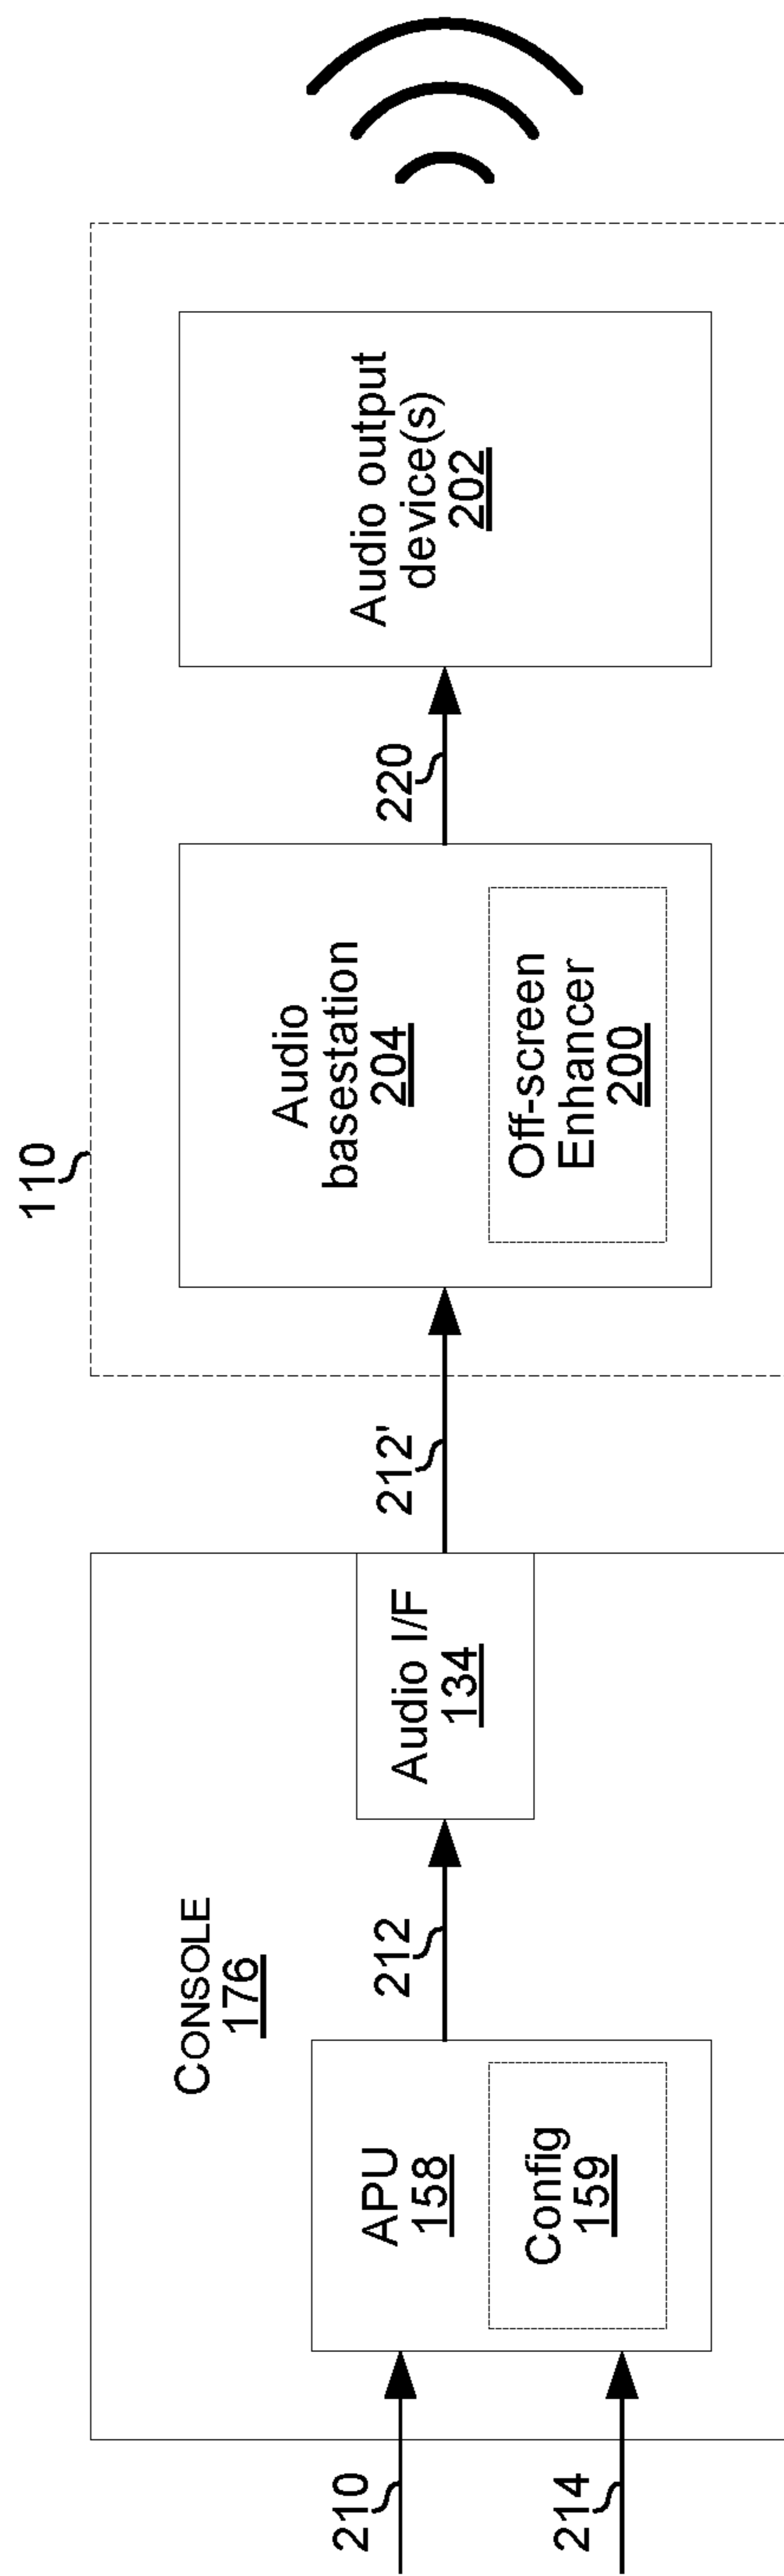 110
CONSOLE
176
210
214
APU
158
Config
159
212
Audio I/F
134
212'
Audio
basestation
204
Off-screen
Enhancer
200
220
Audio output
device(s)
202